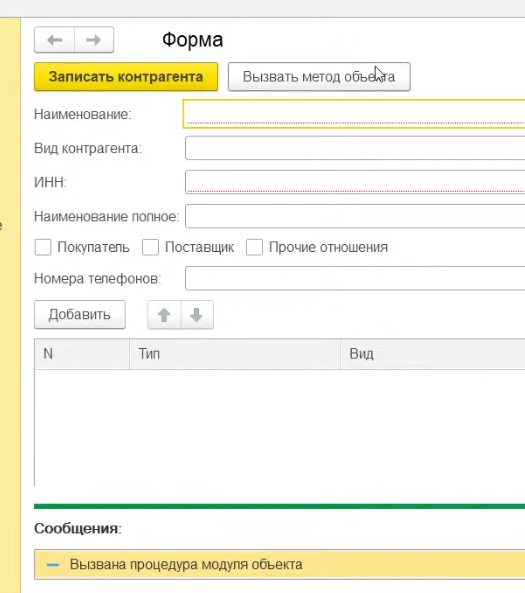 Форма
Записать контрагента Вызвать метод объекта
Наименование:
Вид контрагента:
ИНН:
Наименование полное:
Покупатель Поставщик Прочие отношения
Номера телефонов:
Добавить
N Тип Вид
Сообщения:
Вызвана процедура модуля объекта